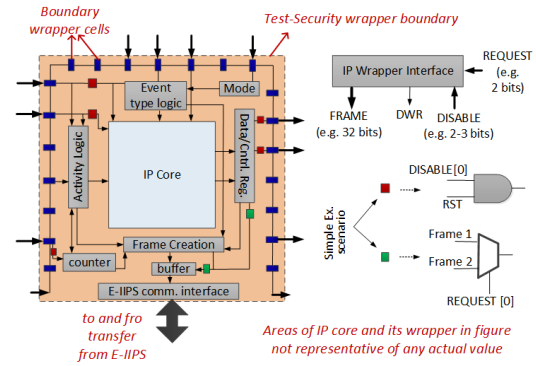 Boundary
wrapper cells
Test-Security wrapper boundary
Event
type logic
Mode
Activity Logic
IP Core
Data/Cntl. Reg.
Frame Creation
counter
buffer
E-IIPS comm. interface
to and fro
transfer
from E-IIPS
IP Wrapper Interface
REQUEST
(e.g.
2 bits)
FRAME
(e.g. 32 bits)
DWR
DISABLE
(e.g. 2-3 bits)
Simple Ex.
scenario
DISABLE[0]
RST
Frame 1
Frame 2
REQUEST [0]
Areas of IP core and its wrapper in figure
not representative of any actual value